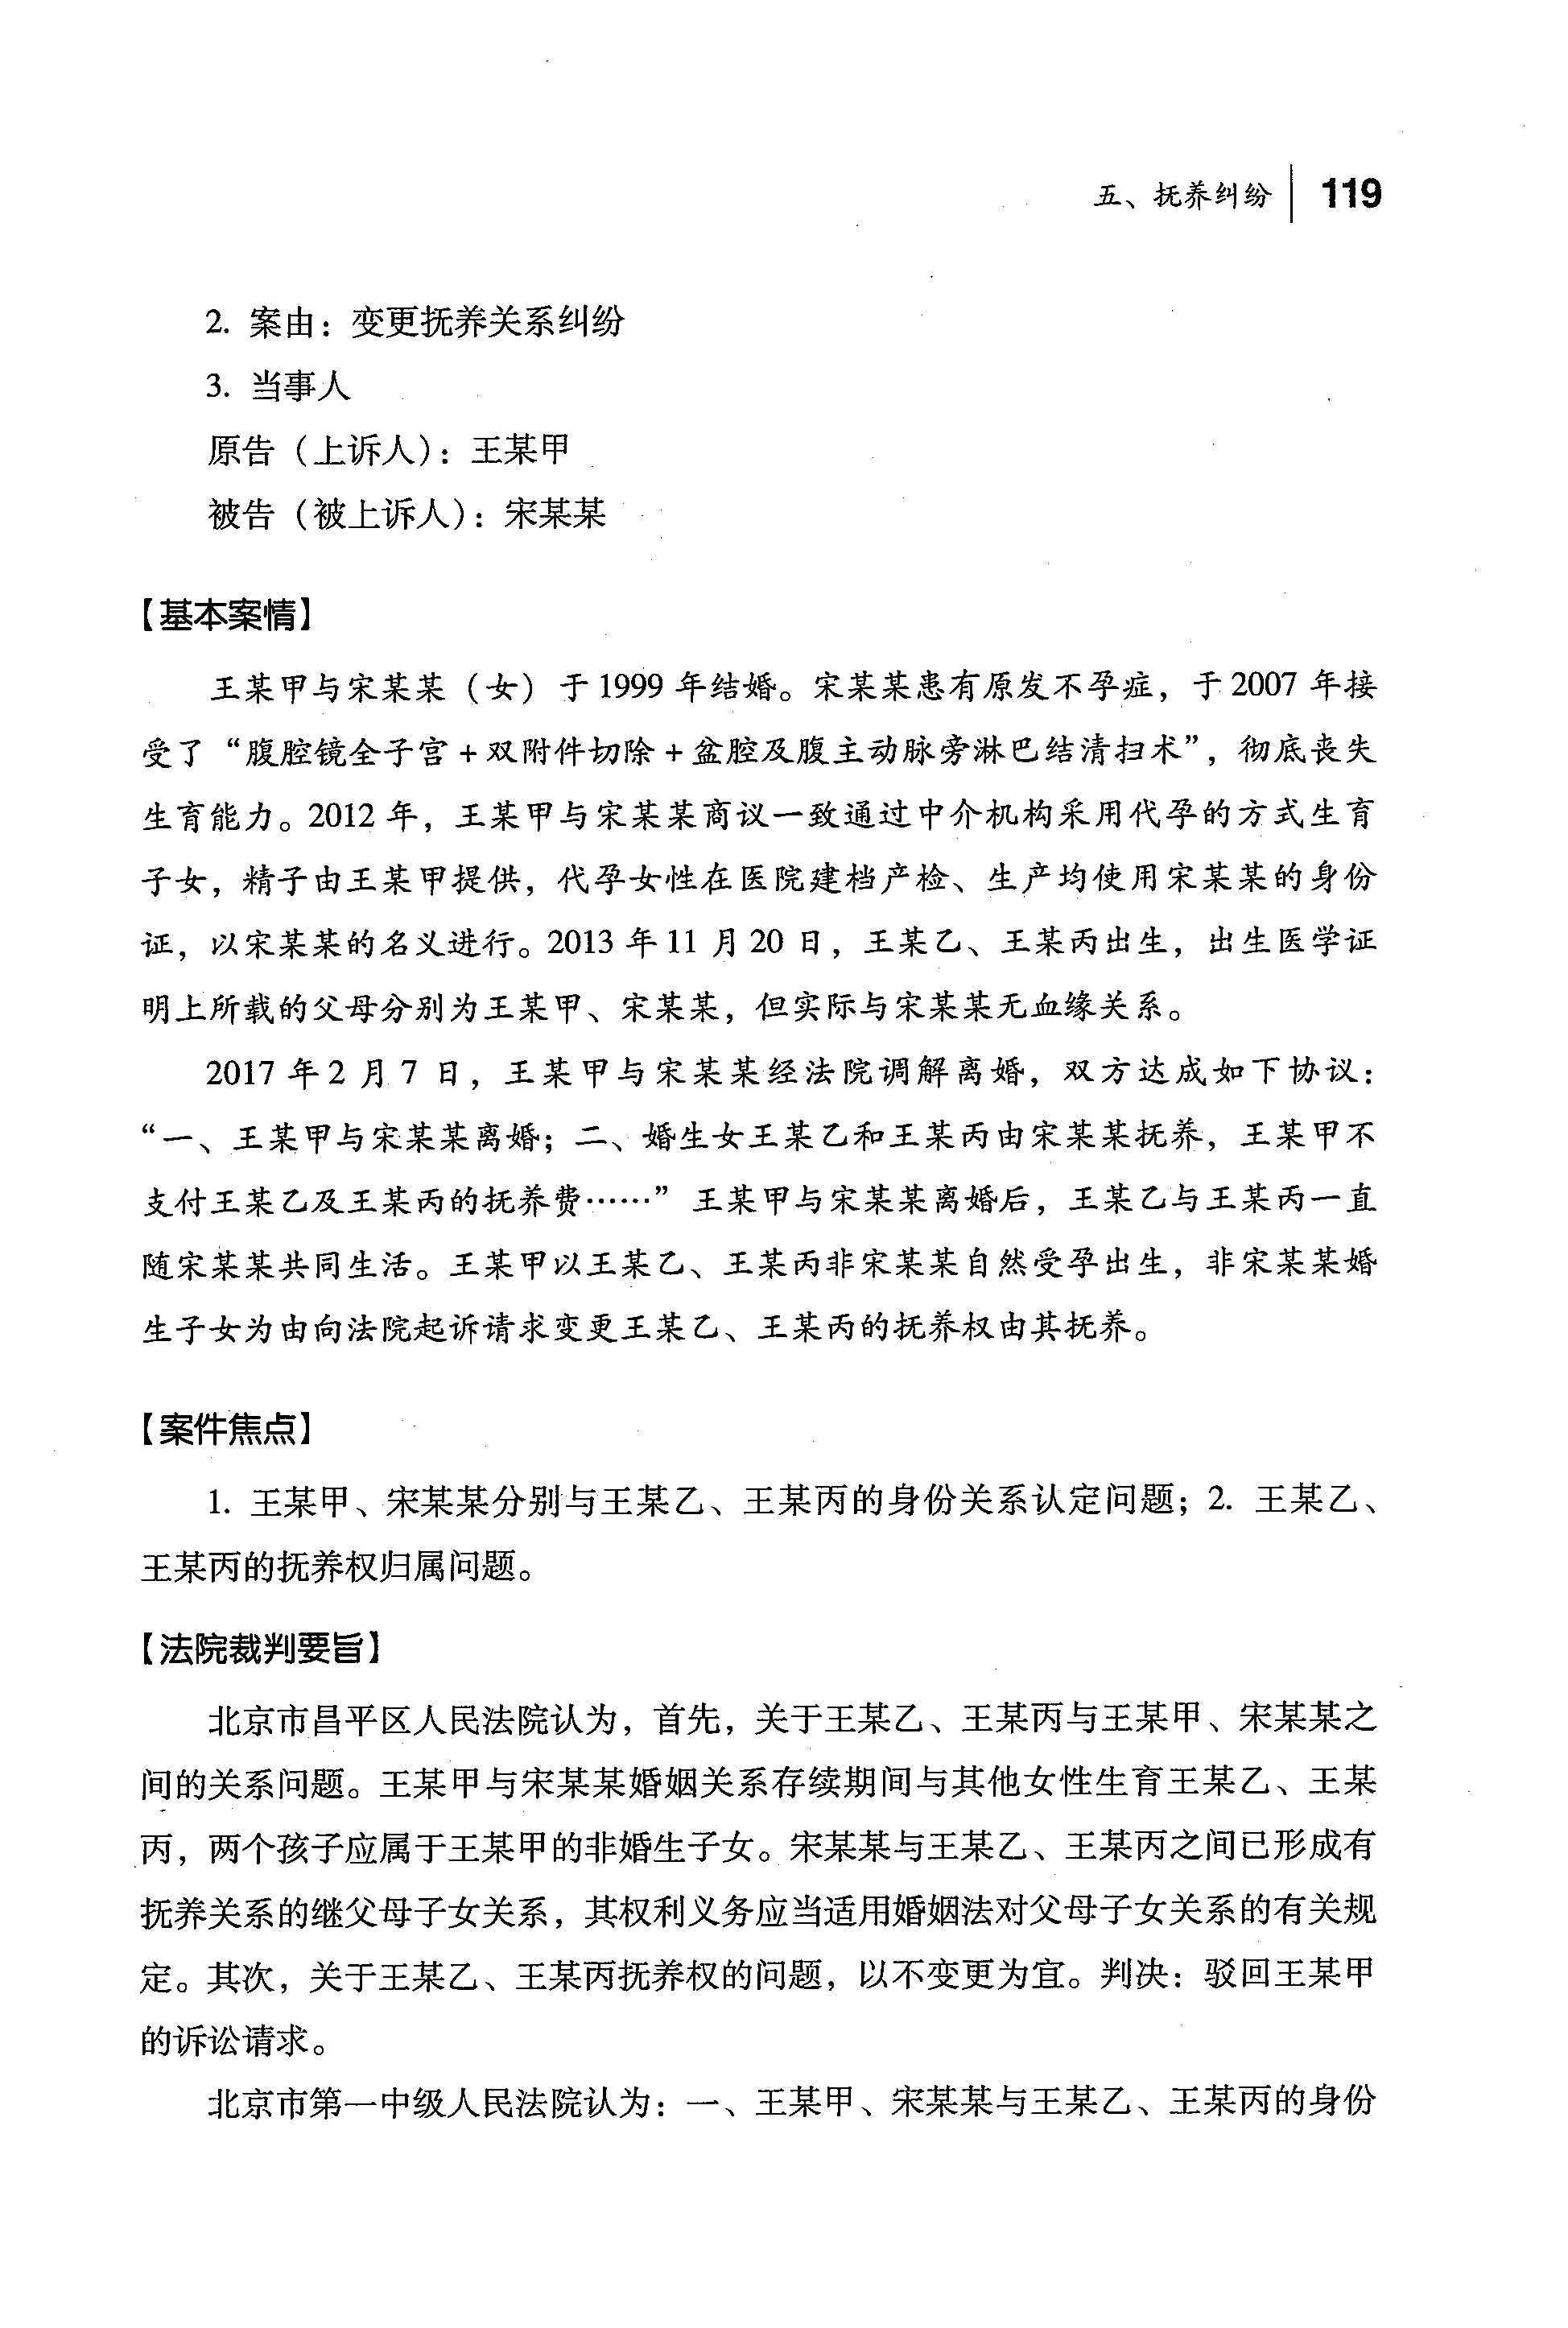 五、抚养纠纷 119
2. 案由：变更抚养关系纠纷
3. 当事人
原告（上诉人）：王某甲
被告（被上诉人）：宋某某
【基本案情】
王某甲与宋某某（女）于1999年结婚。宋某某患有原发不孕症，于2007年接
受了“腹腔镜全子宫+双附件切除+盆腔及腹主动脉旁淋巴结清扫术”，彻底丧失
生育能力。2012年，王某甲与宋某某商议一致通过中介机构采用代孕的方式生育
子女，精子由王某甲提供，代孕女性在医院建档产检、生产均使用宋某某的身份
证，以宋某某的名义进行。2013年11月20日，王某乙、王某丙出生，出生医学证
明上所载的父母分别为王某甲、宋某某，但实际与宋某某无血缘关系。
2017年2月7日，王某甲与宋某某经法院调解离婚，双方达成如下协议：
“一、王某甲与宋某某离婚；二、婚生女王某乙和王某丙由宋某某抚养，王某甲不
支付王某乙及王某丙的抚养费……”王某甲与宋某某离婚后，王某乙与王某丙一直
随宋某某共同生活。王某甲以王某乙、王某丙非宋某某自然受孕出生，非宋某某婚
生子女为由向法院起诉请求变更王某乙、王某丙的抚养权由其抚养。
【案件焦点】
1. 王某甲、宋某某分别与王某乙、王某丙的身份关系认定问题；2. 王某乙、
王某丙的抚养权归属问题。
【法院裁判要旨】
北京市昌平区人民法院认为，首先，关于王某乙、王某丙与王某甲、宋某某之
间的关系问题。王某甲与宋某某婚姻关系存续期间与其他女性生育王某乙、王某
丙，两个孩子应属于王某甲的非婚生子女。宋某某与王某乙、王某丙之间已形成有
抚养关系的继父母子女关系，其权利义务应当适用婚姻法对父母子女关系的有关规
定。其次，关于王某乙、王某丙抚养权的问题，以不变更为宜。判决：驳回王某甲
的诉讼请求。
北京市第一中级人民法院认为：一、王某甲、宋某某与王某乙、王某丙的身份